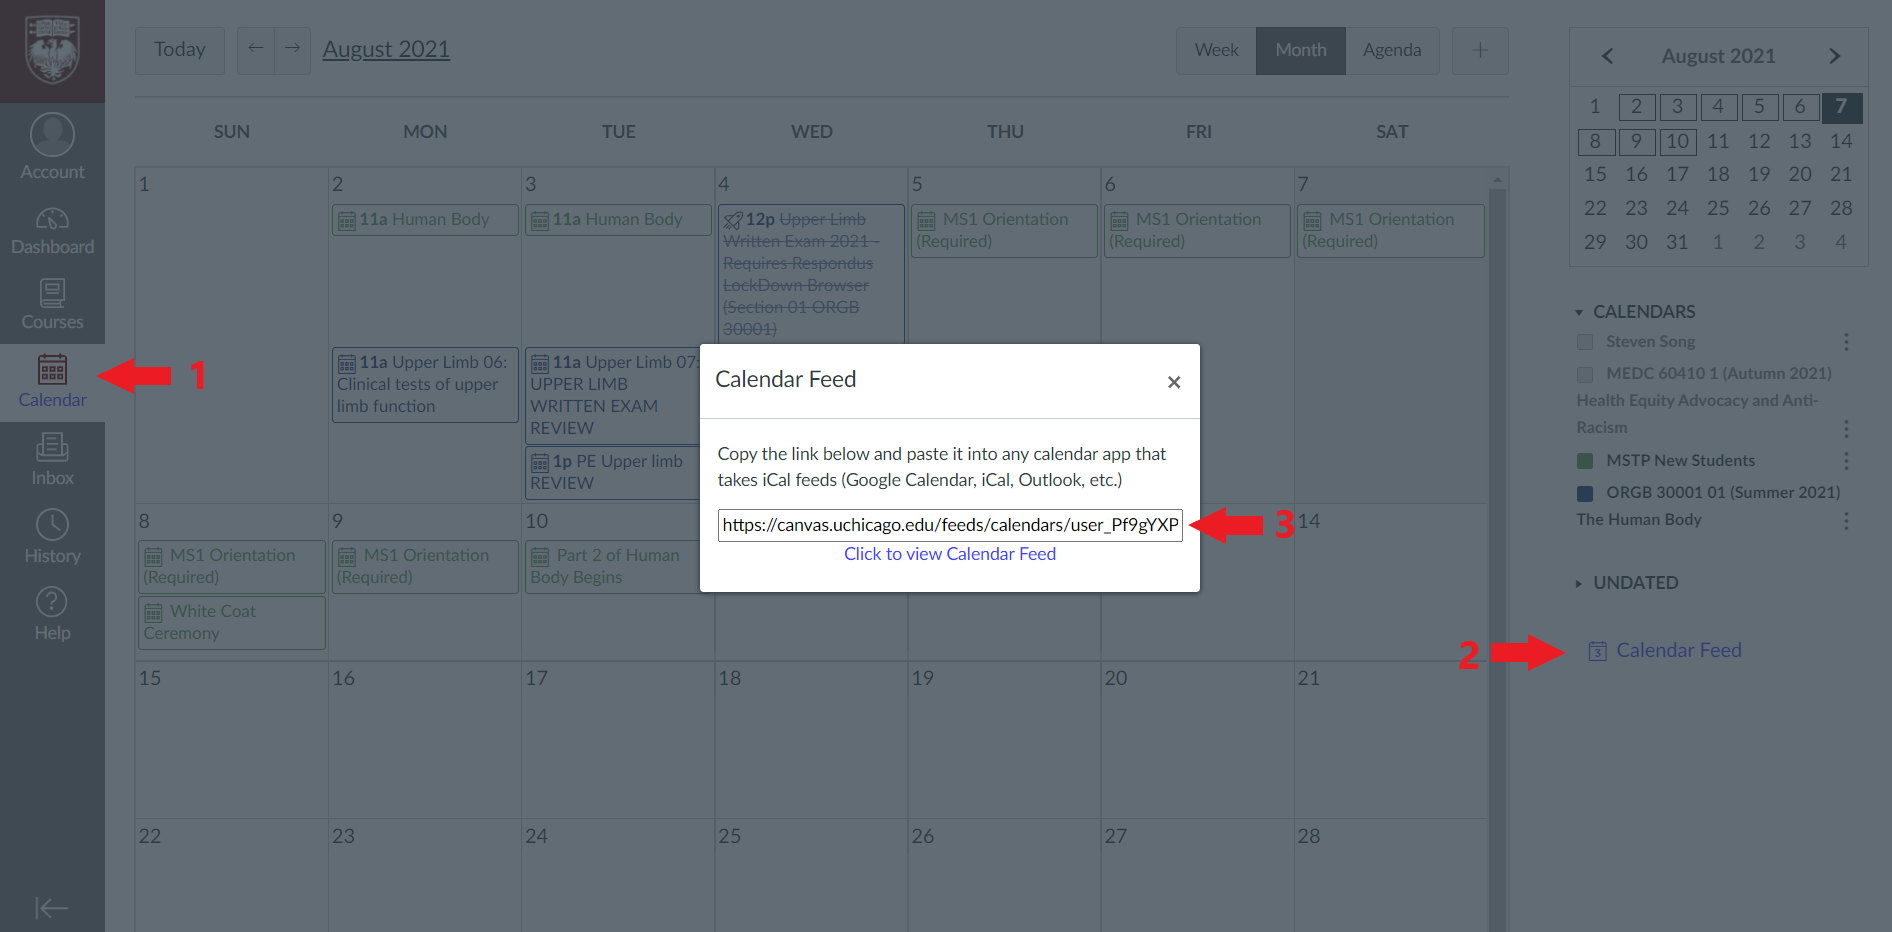 Account
Dashboard
Courses
Calendar
Inbox
History
Help
1
Today
← → August 2021
Week Month Agenda +
SUN MON TUE WED THU FRI SAT
1
2
11a Human Body
11a Upper Limb 06:
Clinical tests of upper
limb function
3
11a Human Body
11a Upper Limb 07:
UPPER LIMB
WRITTEN EXAM
REVIEW
1p PE Upper limb
REVIEW
4
12p Upper Limb
Written Exam 2021 -
Requires Respondus
LockDown Browser
(Section 01 ORGB
30001)
5
MS1 Orientation
(Required)
6
MS1 Orientation
(Required)
7
MS1 Orientation
(Required)
8
MS1 Orientation
(Required)
White Coat
Ceremony
9
MS1 Orientation
(Required)
10
Part 2 of Human
Body Begins
14
15 16 17 18 19 20 21
22 23 24 25 26 27 28
Calendar Feed
×
Copy the link below and paste it into any calendar app that
takes iCal feeds (Google Calendar, iCal, Outlook, etc.)
https://canvas.uchicago.edu/feeds/calendars/user_Pf9gYXP
3
Click to view Calendar Feed
August 2021
1 2 3 4 5 6 7
8 9 10 11 12 13 14
15 16 17 18 19 20 21
22 23 24 25 26 27 28
29 30 31 1 2 3 4
CALENDARS
Steven Song
MEDC 60410 1 (Autumn 2021)
Health Equity Advocacy and Anti-
Racism
MSTP New Students
ORGB 30001 01 (Summer 2021)
The Human Body
UNDATED
2
3 Calendar Feed